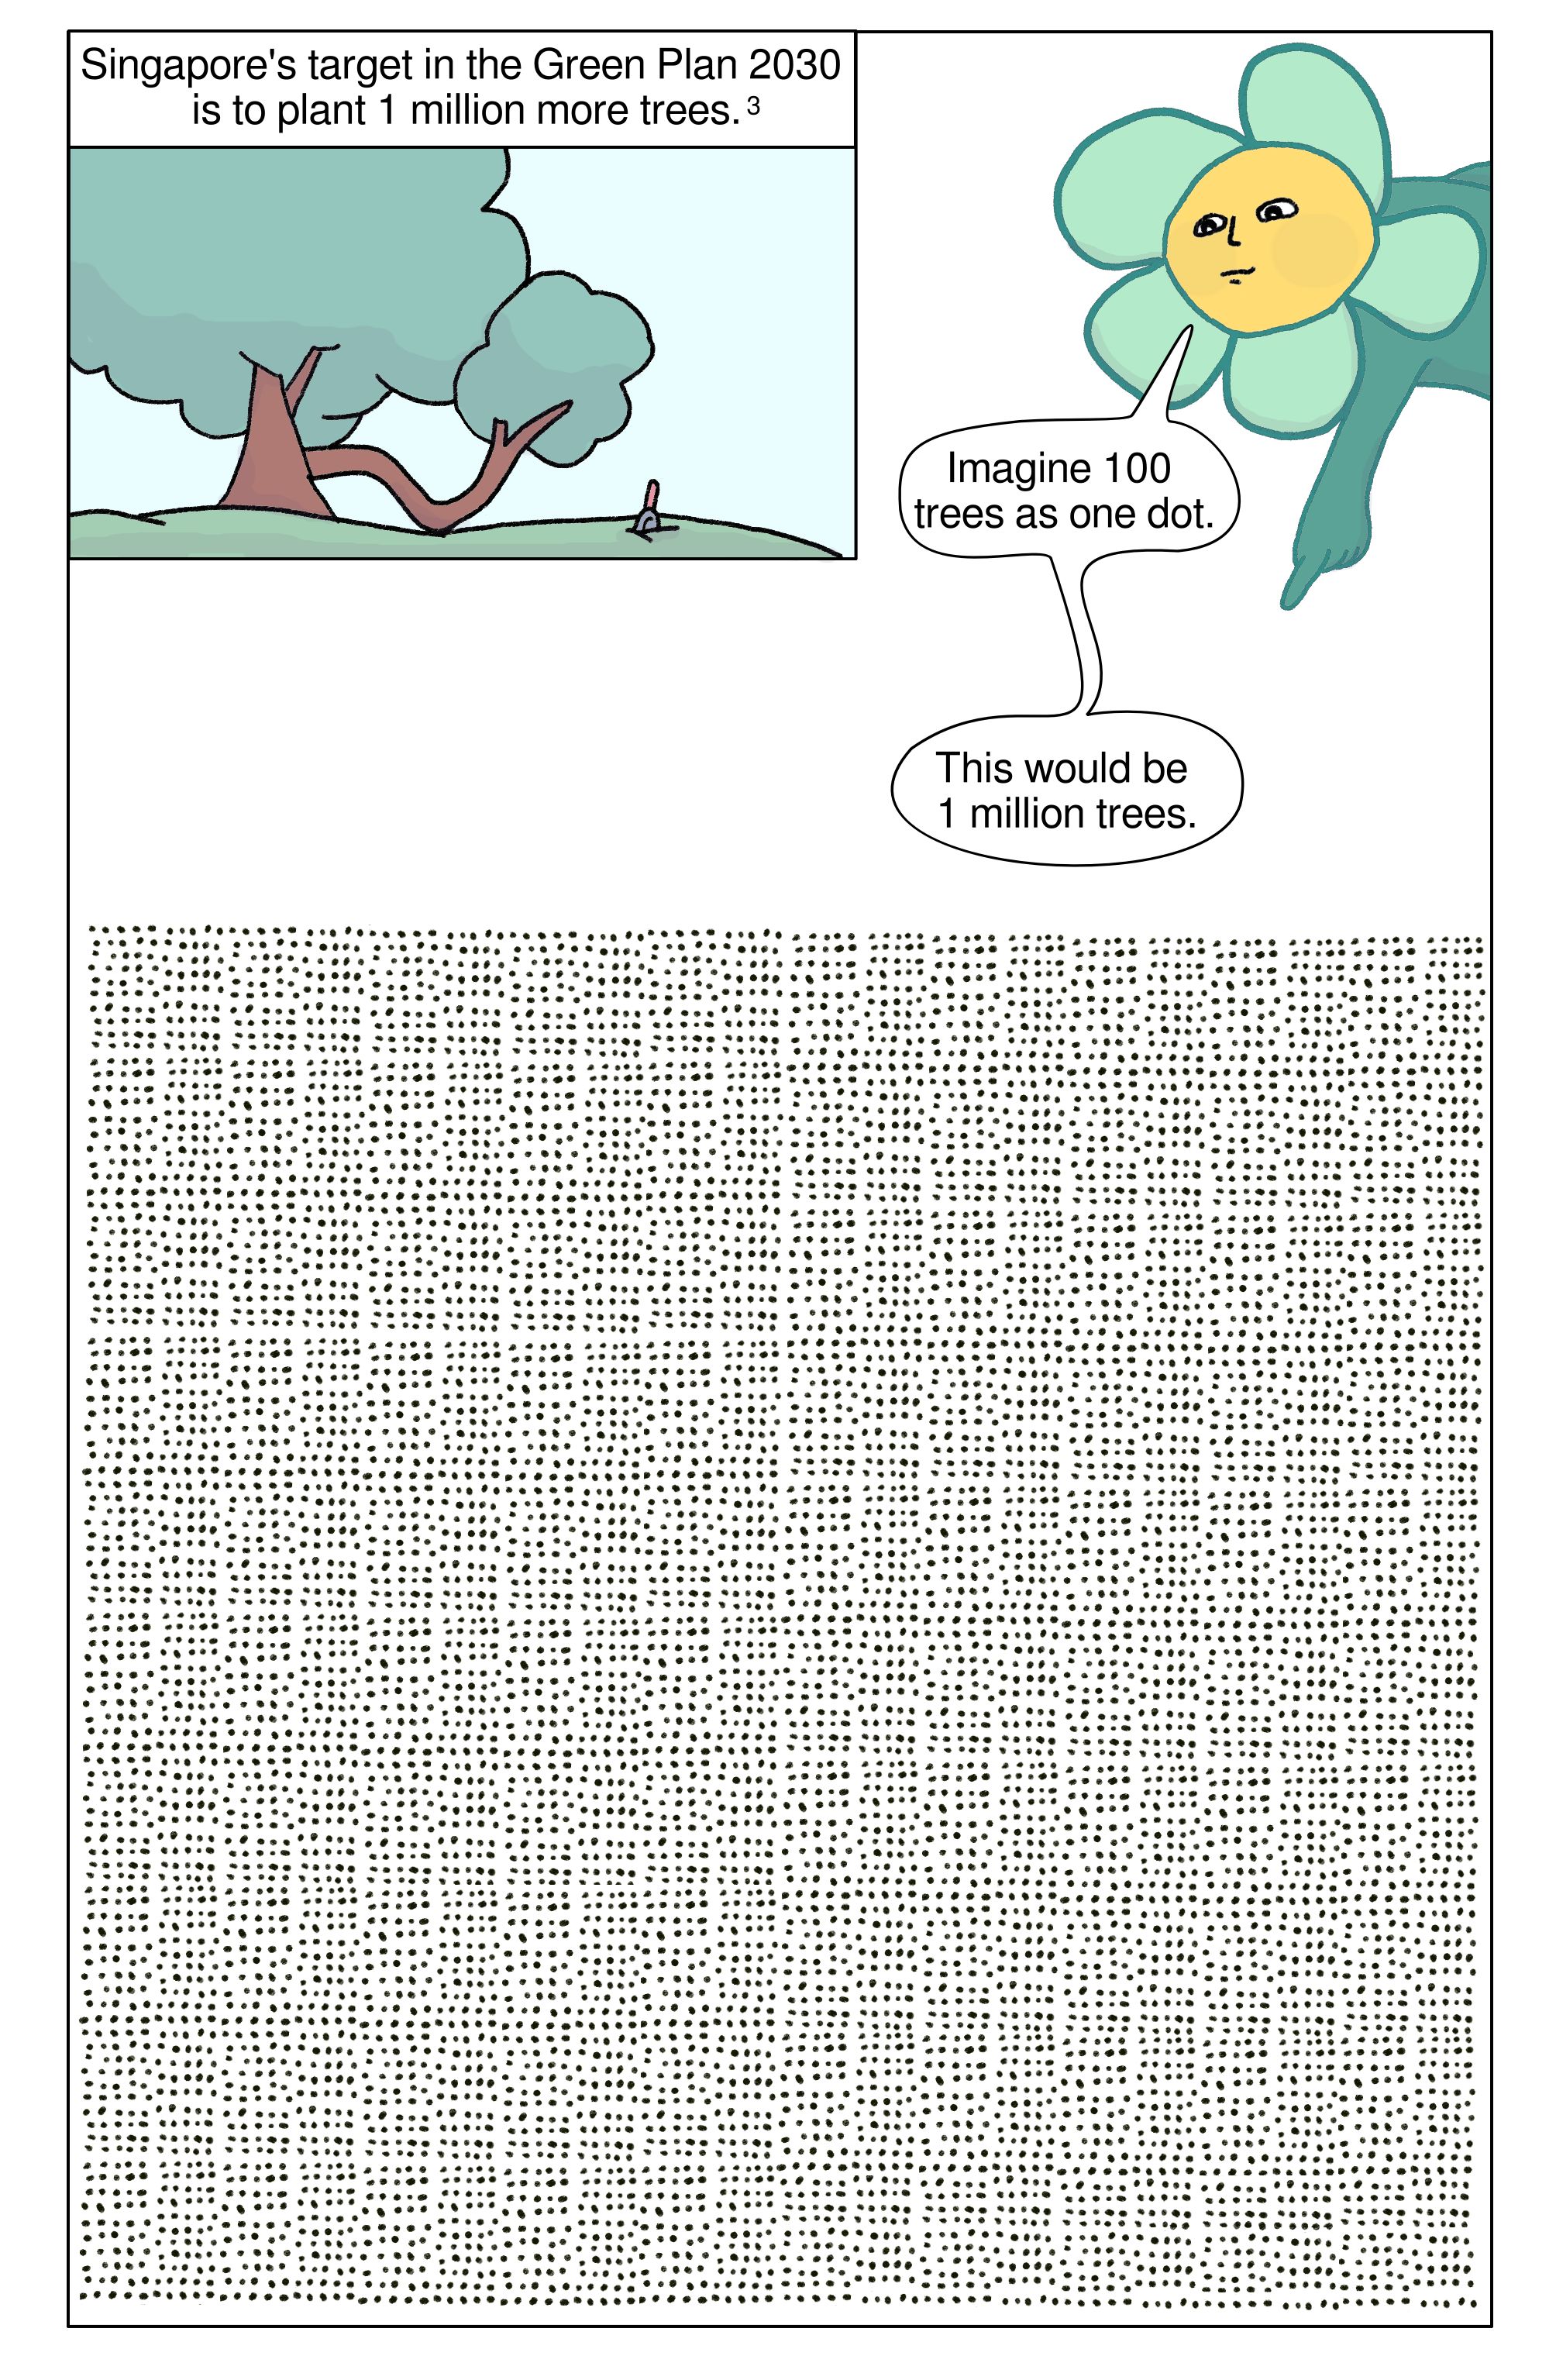 Singapore's target in the Green Plan 2030
is to plant 1 million more trees.³
Imagine 100
trees as one dot.
This would be
1 million trees.